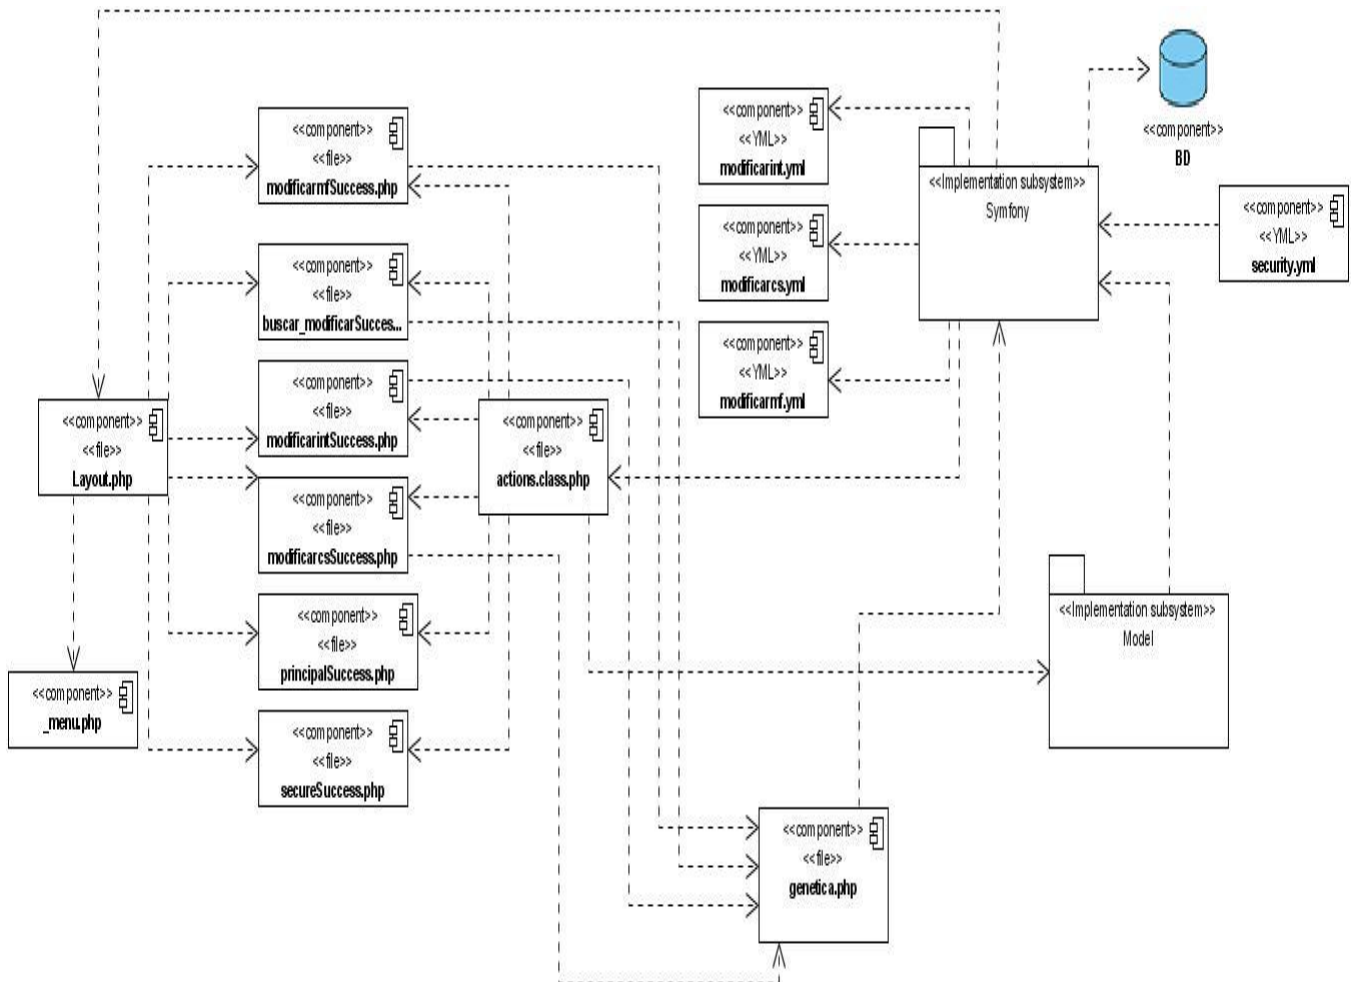 <<component>>
<<file>>
modificarmfSuccess.php
<<component>>
<<file>>
buscar_modificarSucces...
<<component>>
<<file>>
modificarintSuccess.php
<<component>>
<<file>>
modificarcsSuccess.php
<<component>>
<<file>>
principalSuccess.php
<<component>>
<<file>>
secureSuccess.php
<<component>>
<<file>>
Layout.php
<<component>>
_menu.php
<<component>>
<<file>>
actions.class.php
<<component>>
<<YML>>
modificarint.yml
<<component>>
<<YML>>
modificarcs.yml
<<component>>
<<YML>>
modificarmf.yml
<<Implementation subsystem>>
Symfony
<<component>>
BD
<<component>>
<<YML>>
security.yml
<<Implementation subsystem>>
Model
<<component>>
<<file>>
genetica.php